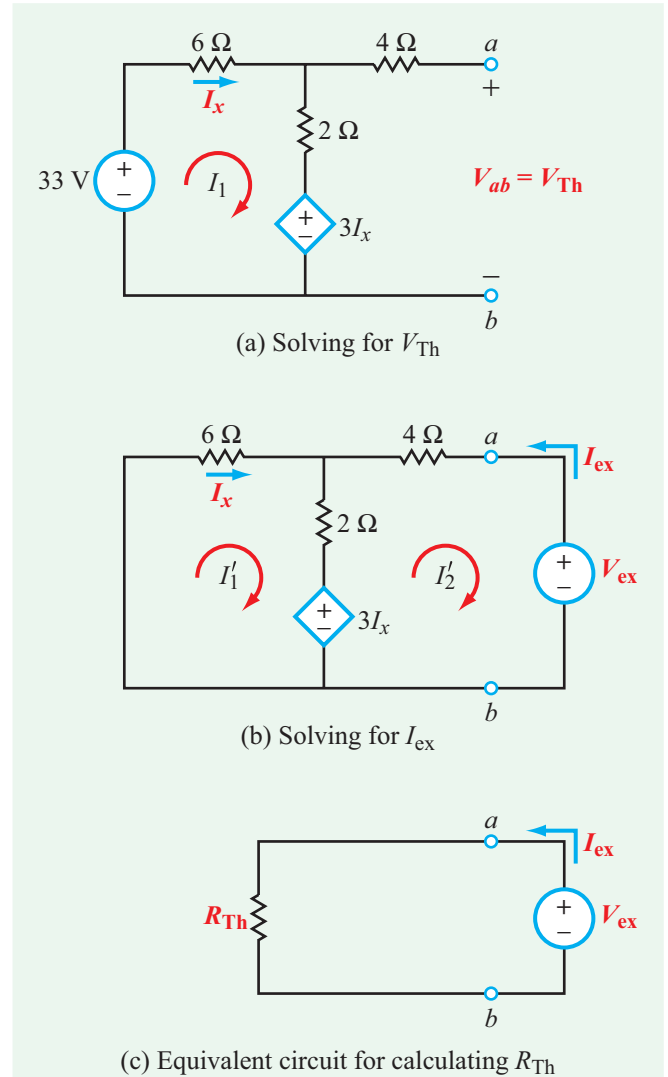 6 Ω
4 Ω
a
+
I_x
2 Ω
33 V
+
−
I_1
V_ab = V_Th
+
−
3I_x
−
b
(a) Solving for V_Th
6 Ω
4 Ω
a
I_ex
I_x
2 Ω
I′_1
I′_2
+
−
V_ex
+
−
3I_x
b
(b) Solving for I_ex
a
I_ex
R_Th
+
−
V_ex
b
(c) Equivalent circuit for calculating R_Th